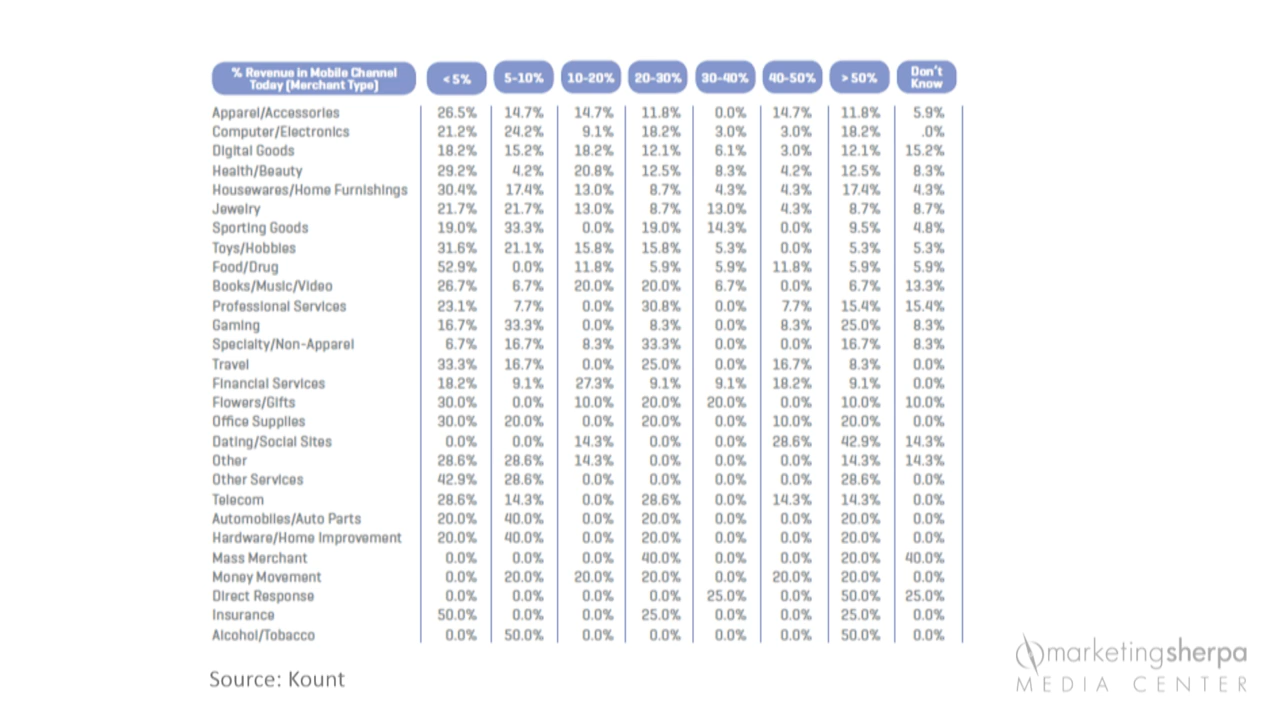 % Revenue in Mobile Channel Today (Merchant Type) <5% 5-10% 10-20% 20-30% 30-40% 40-50% >50% Don't Know
Apparel/Accessories 26.5% 14.7% 14.7% 11.8% 0.0% 14.7% 11.8% 5.9%
Computer/Electronics 21.2% 24.2% 9.1% 18.2% 3.0% 3.0% 18.2% .0%
Digital Goods 18.2% 15.2% 18.2% 12.1% 6.1% 3.0% 12.1% 15.2%
Health/Beauty 29.2% 4.2% 20.8% 12.5% 8.3% 4.2% 12.5% 8.3%
Housewares/Home Furnishings 30.4% 17.4% 13.0% 8.7% 4.3% 4.3% 17.4% 4.3%
Jewelry 21.7% 21.7% 13.0% 8.7% 13.0% 4.3% 8.7% 8.7%
Sporting Goods 19.0% 33.3% 0.0% 19.0% 14.3% 0.0% 9.5% 4.8%
Toys/Hobbies 31.6% 21.1% 15.8% 15.8% 5.3% 0.0% 5.3% 5.3%
Food/Drug 52.9% 0.0% 11.8% 5.9% 5.9% 11.8% 5.9% 5.9%
Books/Music/Video 26.7% 6.7% 20.0% 20.0% 6.7% 0.0% 6.7% 13.3%
Professional Services 23.1% 7.7% 0.0% 30.8% 0.0% 7.7% 15.4% 15.4%
Gaming 16.7% 33.3% 0.0% 8.3% 0.0% 8.3% 25.0% 8.3%
Specialty/Non-Apparel 6.7% 16.7% 8.3% 33.3% 0.0% 0.0% 16.7% 8.3%
Travel 33.3% 16.7% 0.0% 25.0% 0.0% 16.7% 8.3% 0.0%
Financial Services 18.2% 9.1% 27.3% 9.1% 9.1% 18.2% 9.1% 0.0%
Flowers/Gifts 30.0% 0.0% 10.0% 20.0% 20.0% 0.0% 10.0% 10.0%
Office Supplies 30.0% 20.0% 0.0% 20.0% 0.0% 10.0% 20.0% 0.0%
Dating/Social Sites 0.0% 0.0% 14.3% 0.0% 0.0% 28.6% 42.9% 14.3%
Other 28.6% 28.6% 14.3% 0.0% 0.0% 0.0% 14.3% 14.3%
Other Services 42.9% 28.6% 0.0% 0.0% 0.0% 0.0% 28.6% 0.0%
Telecom 28.6% 14.3% 0.0% 28.6% 0.0% 14.3% 14.3% 0.0%
Automobiles/Auto Parts 20.0% 40.0% 0.0% 20.0% 0.0% 0.0% 20.0% 0.0%
Hardware/Home Improvement 20.0% 40.0% 0.0% 20.0% 0.0% 0.0% 20.0% 0.0%
Mass Merchant 0.0% 0.0% 0.0% 40.0% 0.0% 0.0% 20.0% 40.0%
Money Movement 0.0% 20.0% 20.0% 20.0% 0.0% 20.0% 20.0% 0.0%
Direct Response 0.0% 0.0% 0.0% 0.0% 25.0% 0.0% 50.0% 25.0%
Insurance 50.0% 0.0% 0.0% 25.0% 0.0% 0.0% 25.0% 0.0%
Alcohol/Tobacco 0.0% 50.0% 0.0% 0.0% 0.0% 0.0% 50.0% 0.0%
Source: Kount
marketingsherpa
MEDIA CENTER